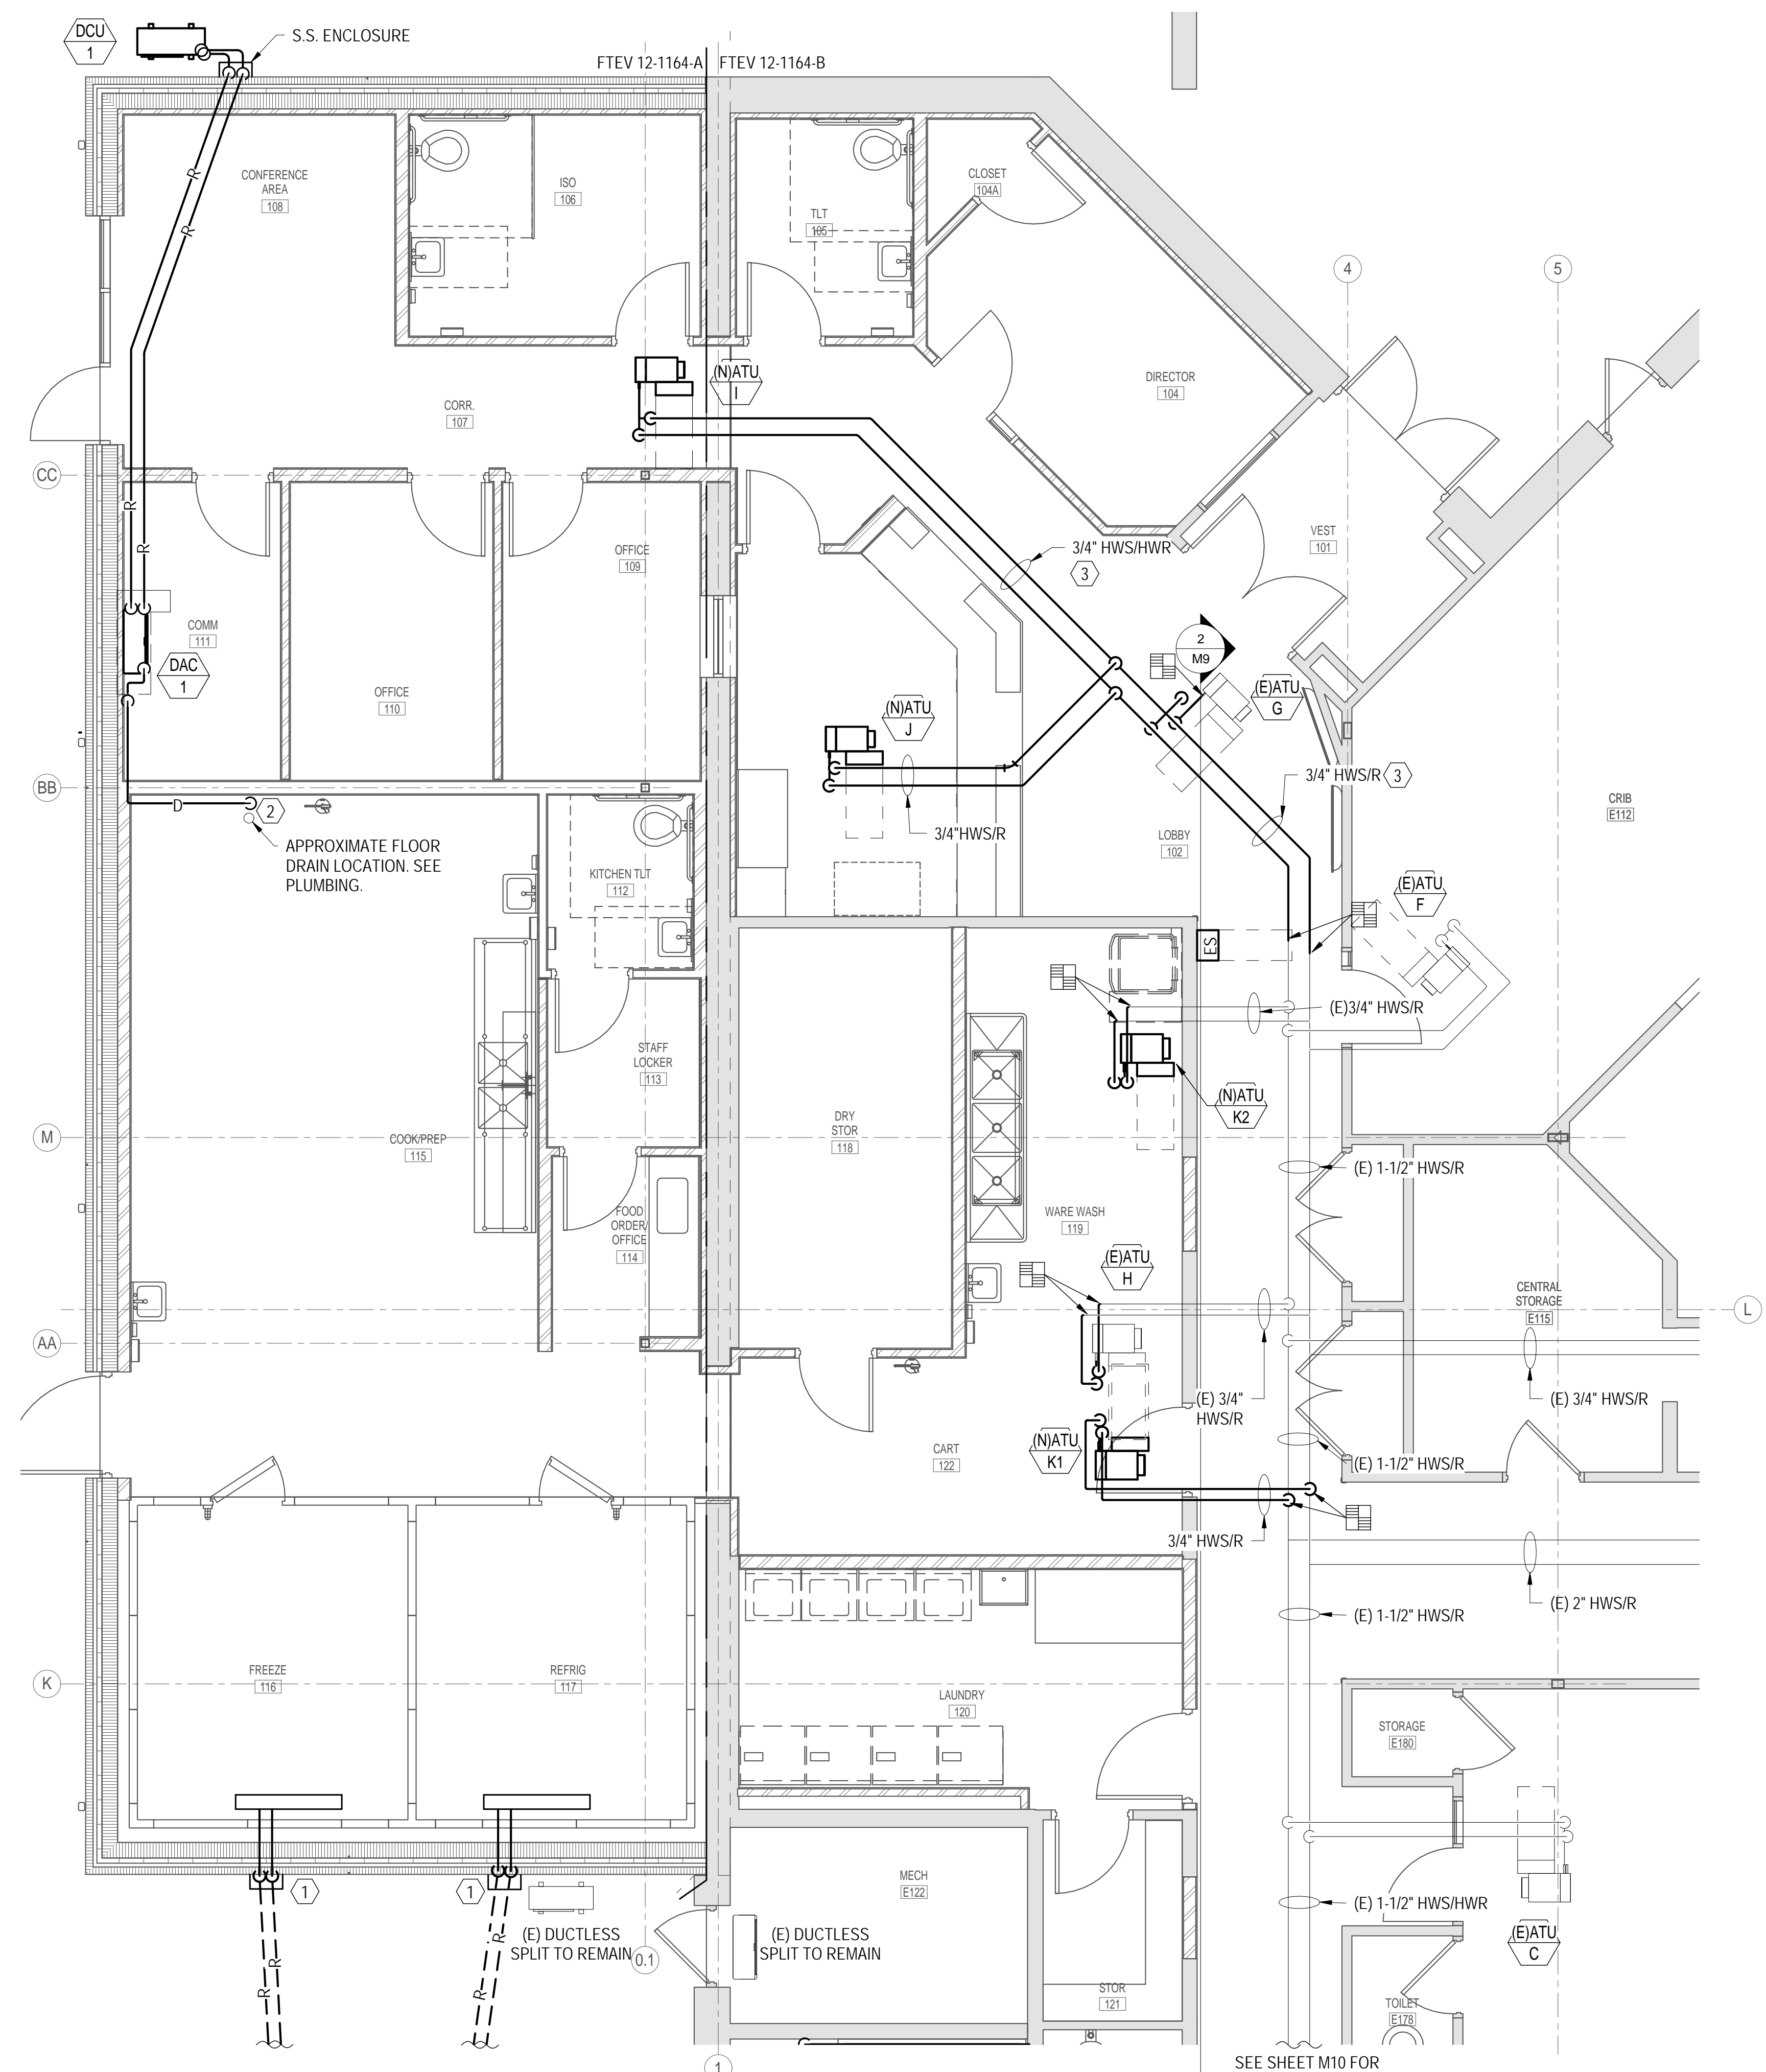 DCU
1
S.S. ENCLOSURE
FTEV 12-1164-A
FTEV 12-1164-B
R
R
CONFERENCE
AREA
108
ISO
106
TLT
105
CLOSET
104A
4
5
DIRECTOR
104
(N)ATU
I
CORR.
107
CC
R
R
OFFICE
109
3/4" HWS/HWR
3
VEST
101
COMM
111
DAC
1
OFFICE
110
2
M9
(E)ATU
G
(N)ATU
J
3/4" HWS/R
3
BB
D
2
CRIB
E112
3/4"HWS/R
LOBBY
102
APPROXIMATE FLOOR
DRAIN LOCATION. SEE
PLUMBING.
KITCHEN TLT
112
(E)ATU
F
ES
(E)3/4" HWS/R
STAFF
LOCKER
113
(N)ATU
K2
DRY
STOR
118
M
COOK/PREP
115
(E) 1-1/2" HWS/R
FOOD
ORDER/
OFFICE
114
WARE WASH
119
(E)ATU
H
CENTRAL
STORAGE
E115
L
AA
(E) 3/4"
HWS/R
(E) 3/4" HWS/R
(N)ATU
K1
CART
122
(E) 1-1/2" HWS/R
3/4" HWS/R
(E) 2" HWS/R
(E) 1-1/2" HWS/R
K
FREEZE
116
REFRIG
117
LAUNDRY
120
STORAGE
E180
MECH
E122
1
1
(E) 1-1/2" HWS/HWR
(E) DUCTLESS
SPLIT TO REMAIN
0.1
(E) DUCTLESS
SPLIT TO REMAIN
(E)ATU
C
R
R
R
R
STOR
121
TOILET
E178
1
SEE SHEET M10 FOR